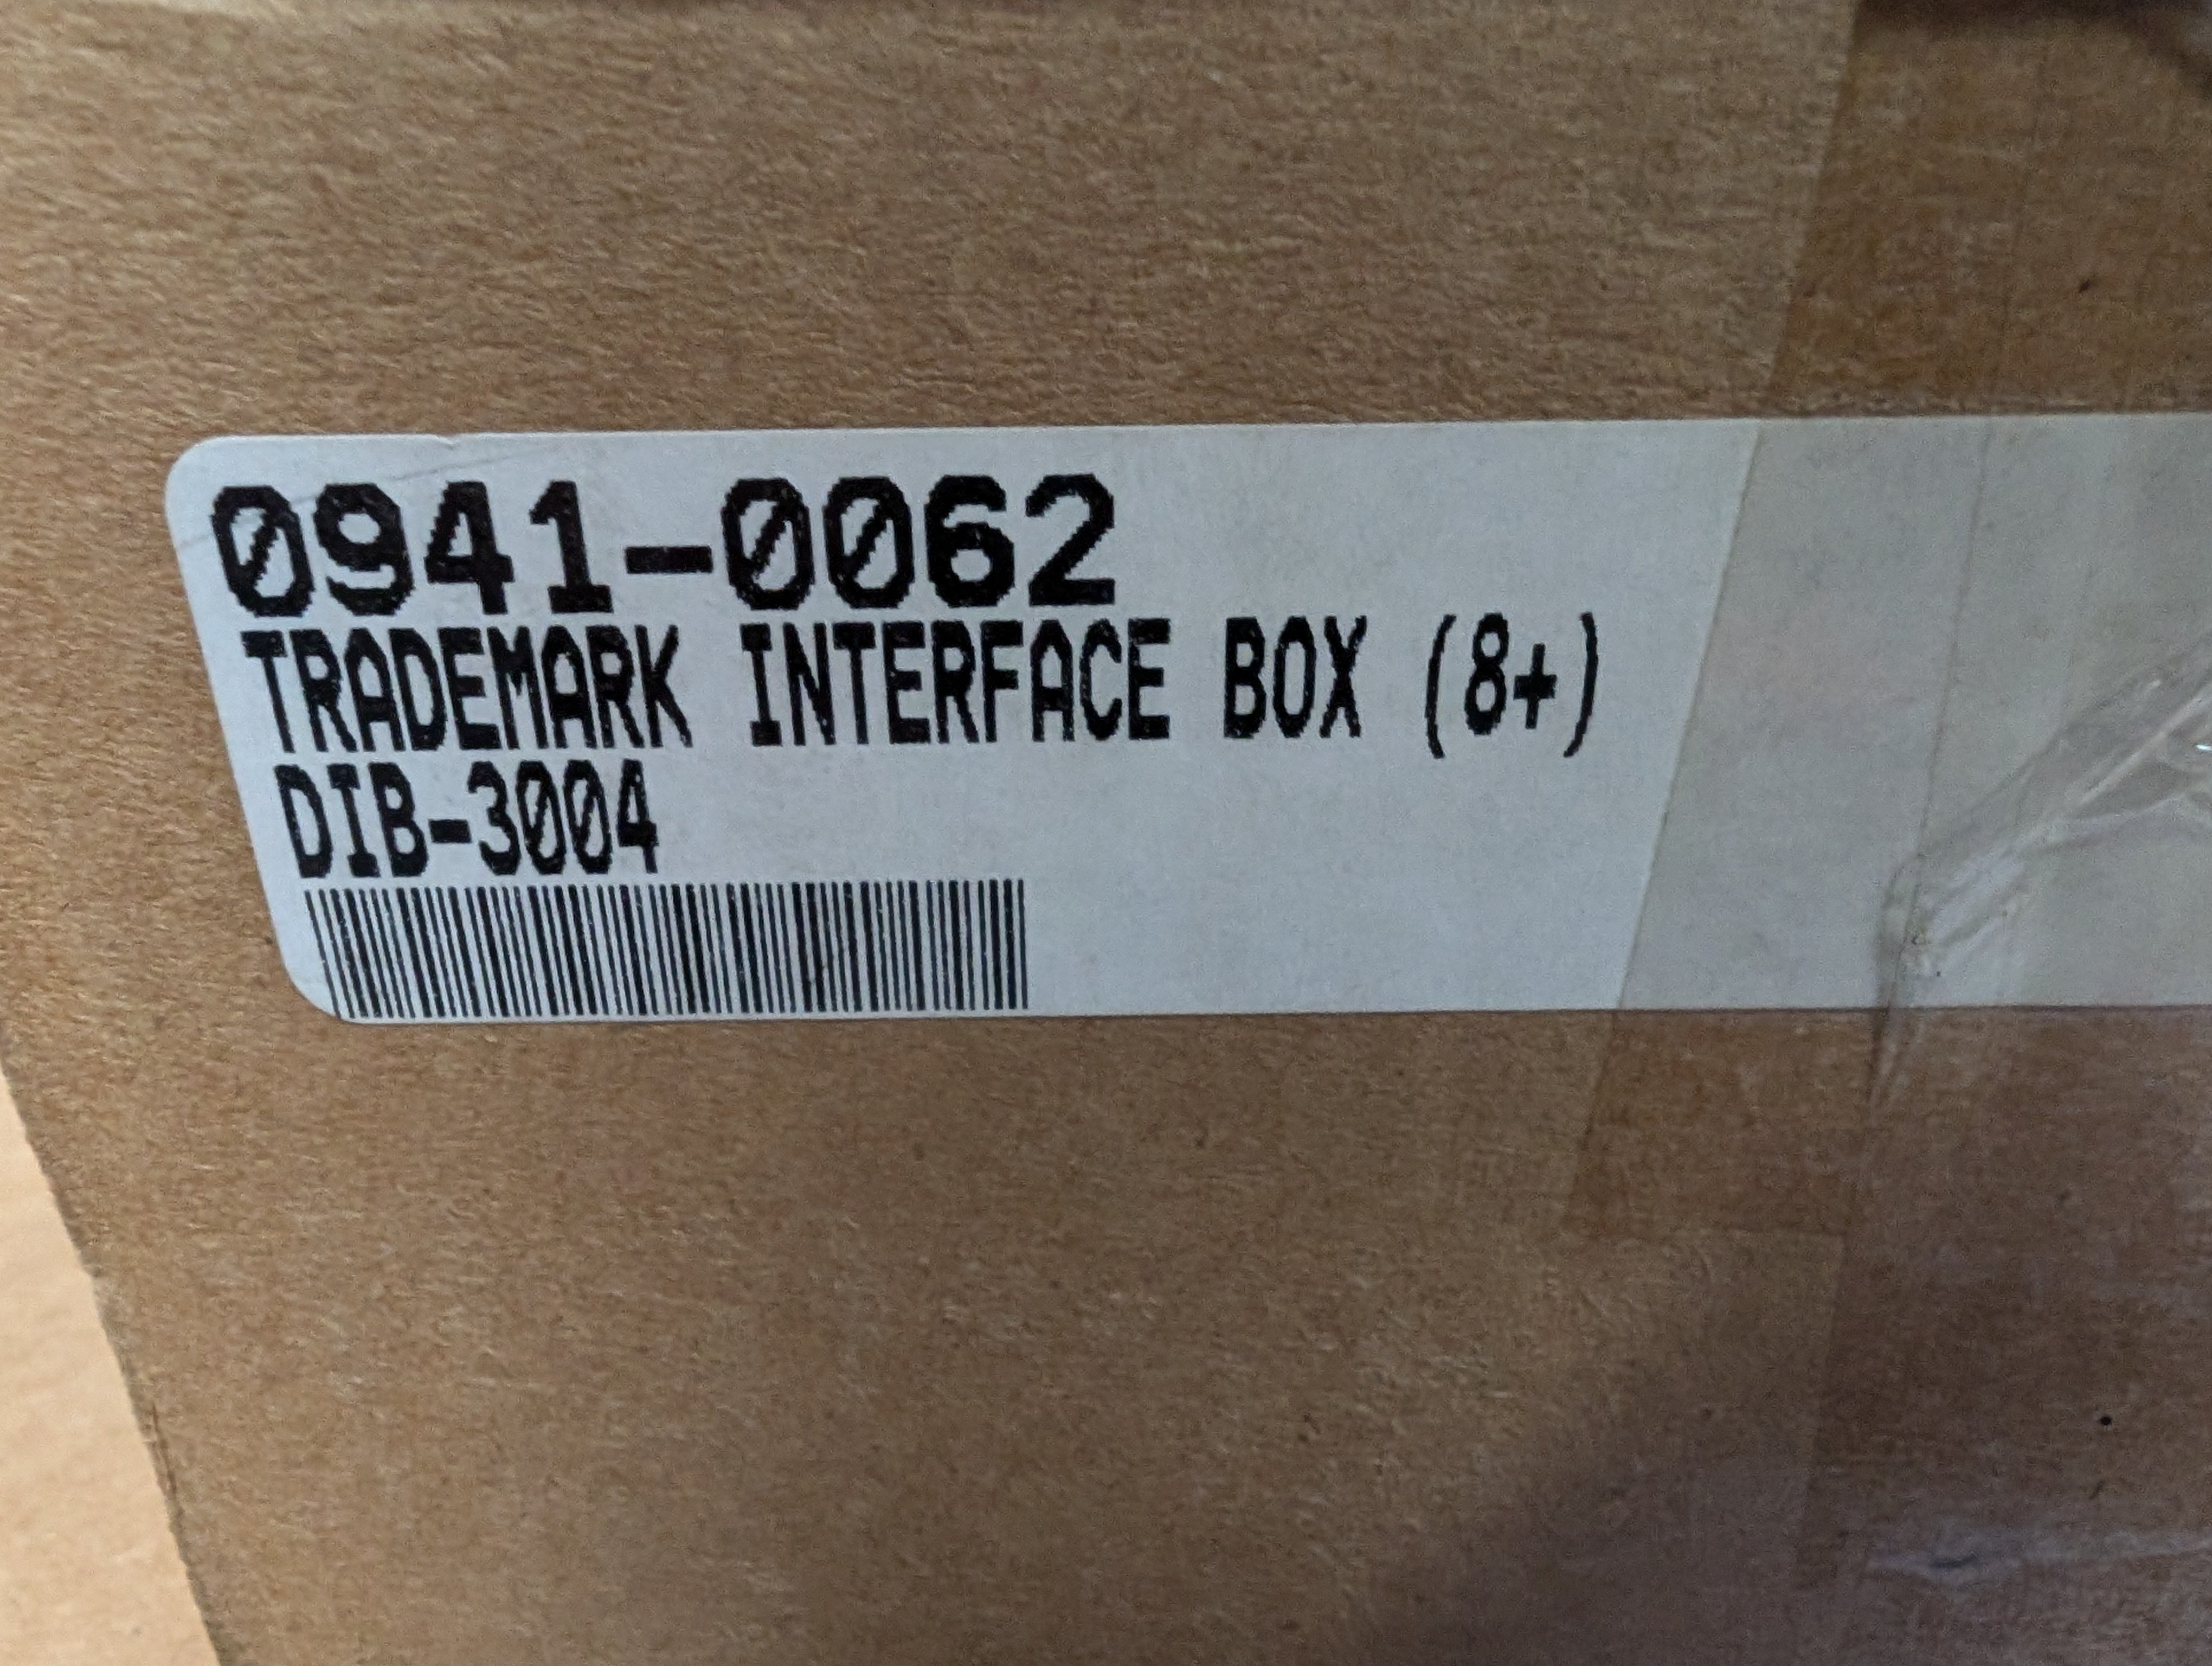 0941-0062
TRADEMARK INTERFACE BOX (8+)
DIB-3004